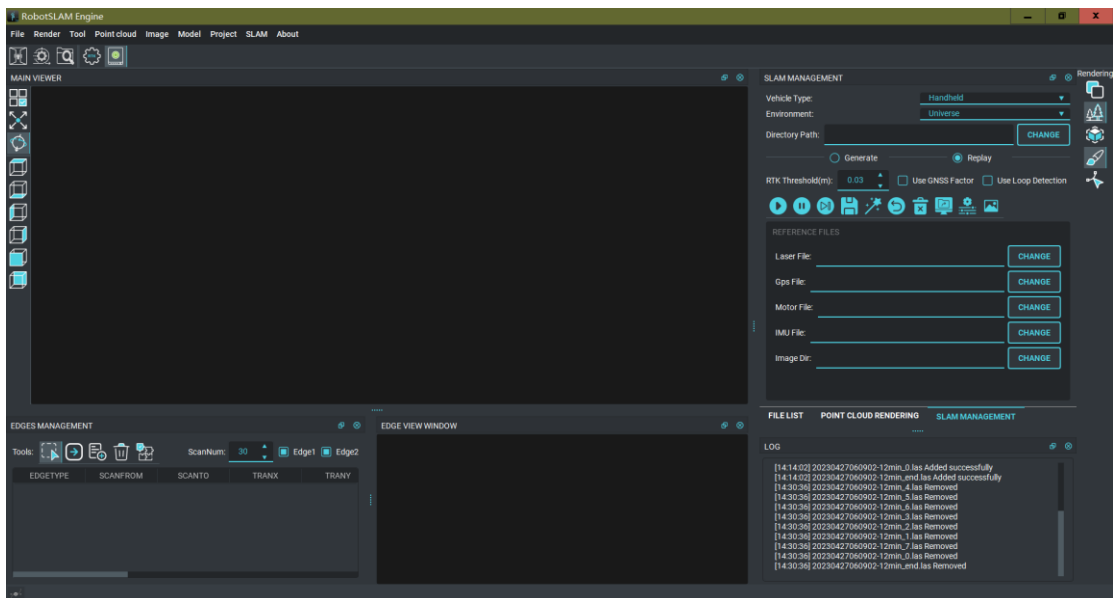 RobotSLAM Engine
File Render Tool Point cloud Image Model Project SLAM About
MAIN VIEWER
SLAM MANAGEMENT
Rendering
Vehicle Type: Handheld
Environment: Universe
Directory Path: CHANGE
Generate Replay
RTK Threshold(m): 0.03 Use GNSS Factor Use Loop Detection
REFERENCE FILES
Laser File: CHANGE
Gps File: CHANGE
Motor File: CHANGE
IMU File: CHANGE
Image Dir: CHANGE
FILE LIST POINT CLOUD RENDERING SLAM MANAGEMENT
EDGES MANAGEMENT
Tools: ScanNum: 30 Edge1 Edge2
EDGETYPE SCANFROM SCANTO TRANX TRANY
EDGE VIEW WINDOW
LOG
[14:14:02] 20230427060902-12min_0.las Added successfully
[14:14:02] 20230427060902-12min_end.las Added successfully
[14:30:36] 20230427060902-12min_4.las Removed
[14:30:36] 20230427060902-12min_5.las Removed
[14:30:36] 20230427060902-12min_6.las Removed
[14:30:36] 20230427060902-12min_3.las Removed
[14:30:36] 20230427060902-12min_2.las Removed
[14:30:36] 20230427060902-12min_1.las Removed
[14:30:36] 20230427060902-12min_7.las Removed
[14:30:36] 20230427060902-12min_0.las Removed
[14:30:36] 20230427060902-12min_end.las Removed